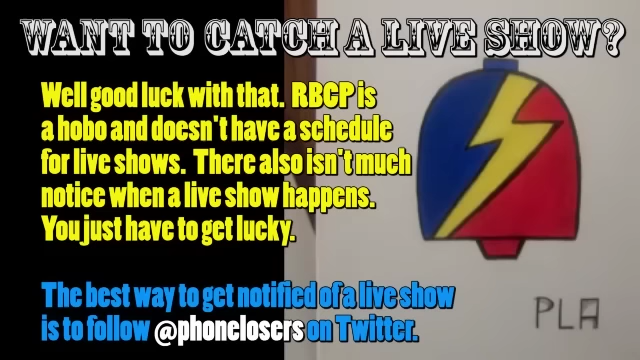 WANT TO CATCH A LIVE SHOW?
Well good luck with that. RBCP is
a hobo and doesn't have a schedule
for live shows. There also isn't much
notice when a live show happens.
You just have to get lucky.
The best way to get notified of a live show
is to follow @phonelosers on Twitter.
PLA